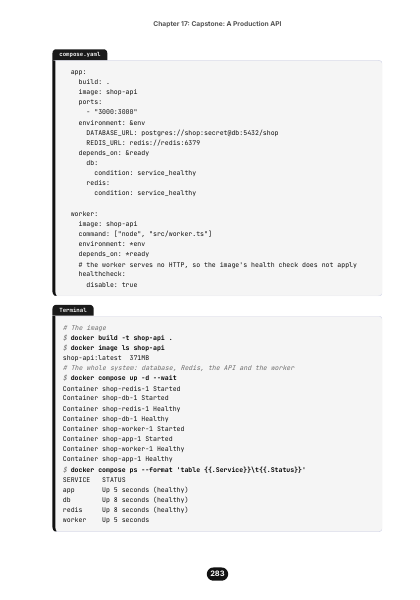 Chapter 17: Capstone: A Production API
compose.yaml
app:
build: .
image: shop-api
ports:
- "3000:3000"
environment: &env
DATABASE_URL: postgres://shop:secret@db:5432/shop
REDIS_URL: redis://redis:6379
depends_on: &ready
db:
condition: service_healthy
redis:
condition: service_healthy
worker:
image: shop-api
command: ["node", "src/worker.ts"]
environment: *env
depends_on: *ready
# the worker serves no HTTP, so the image's health check does not apply
healthcheck:
disable: true
Terminal
# The image
$ docker build -t shop-api .
$ docker image ls shop-api
shop-api:latest  371MB
# The whole system: database, Redis, the API and the worker
$ docker compose up -d --wait
Container shop-redis-1 Started
Container shop-db-1 Started
Container shop-redis-1 Healthy
Container shop-db-1 Healthy
Container shop-worker-1 Started
Container shop-app-1 Started
Container shop-worker-1 Healthy
Container shop-app-1 Healthy
$ docker compose ps --format 'table {{.Service}}\t{{.Status}}'
SERVICE   STATUS
app       Up 5 seconds (healthy)
db        Up 8 seconds (healthy)
redis     Up 8 seconds (healthy)
worker    Up 5 seconds
283